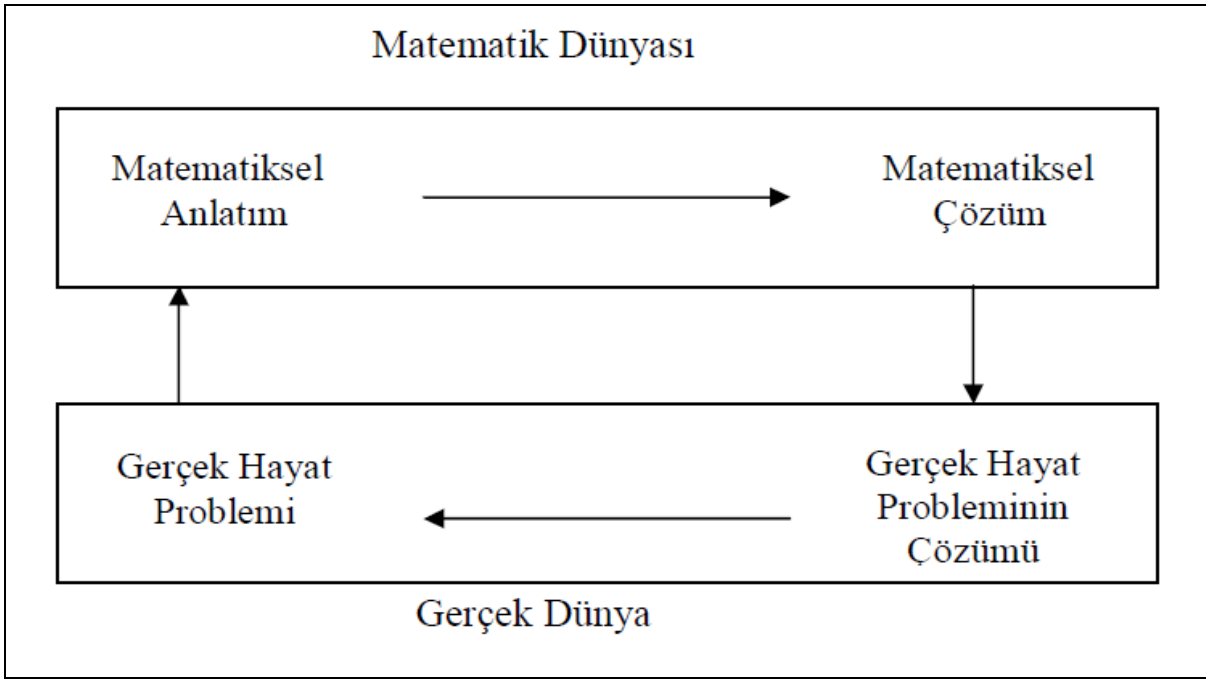 Matematik Dünyası
Matematiksel
Anlatım
Matematiksel
Çözüm
Gerçek Hayat
Problemi
Gerçek Hayat
Probleminin
Çözümü
Gerçek Dünya